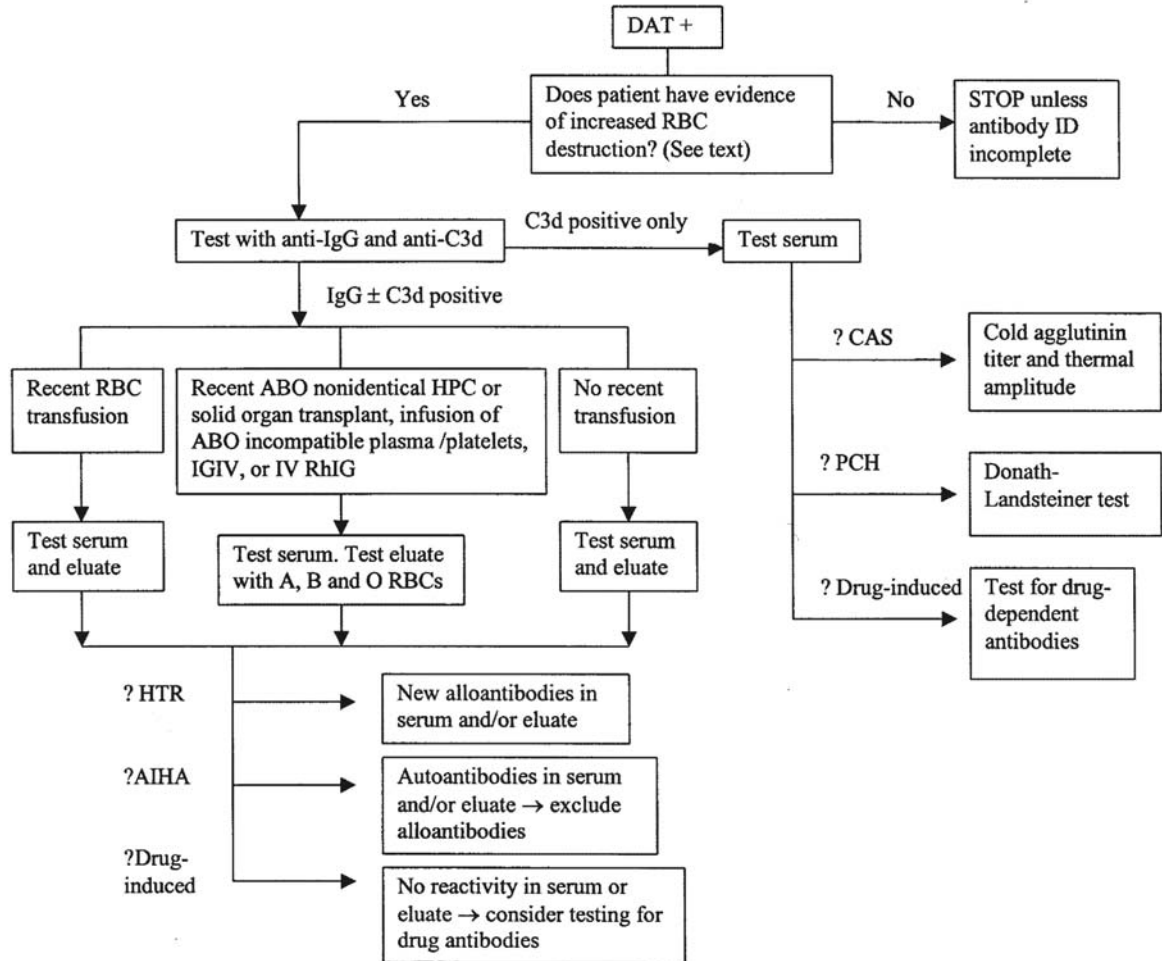 DAT +
Yes
Does patient have evidence
of increased RBC
destruction? (See text)
No
STOP unless
antibody ID
incomplete
Test with anti-IgG and anti-C3d
C3d positive only
Test serum
IgG ± C3d positive
Recent RBC
transfusion
Recent ABO nonidentical HPC or
solid organ transplant, infusion of
ABO incompatible plasma /platelets,
IGIV, or IV RhIG
No recent
transfusion
? CAS
Cold agglutinin
titer and thermal
amplitude
? PCH
Donath-
Landsteiner test
Test serum
and eluate
Test serum. Test eluate
with A, B and O RBCs
Test serum
and eluate
? Drug-induced
Test for drug-
dependent
antibodies
? HTR
New alloantibodies in
serum and/or eluate
?AIHA
Autoantibodies in serum
and/or eluate → exclude
alloantibodies
?Drug-
induced
No reactivity in serum or
eluate → consider testing for
drug antibodies